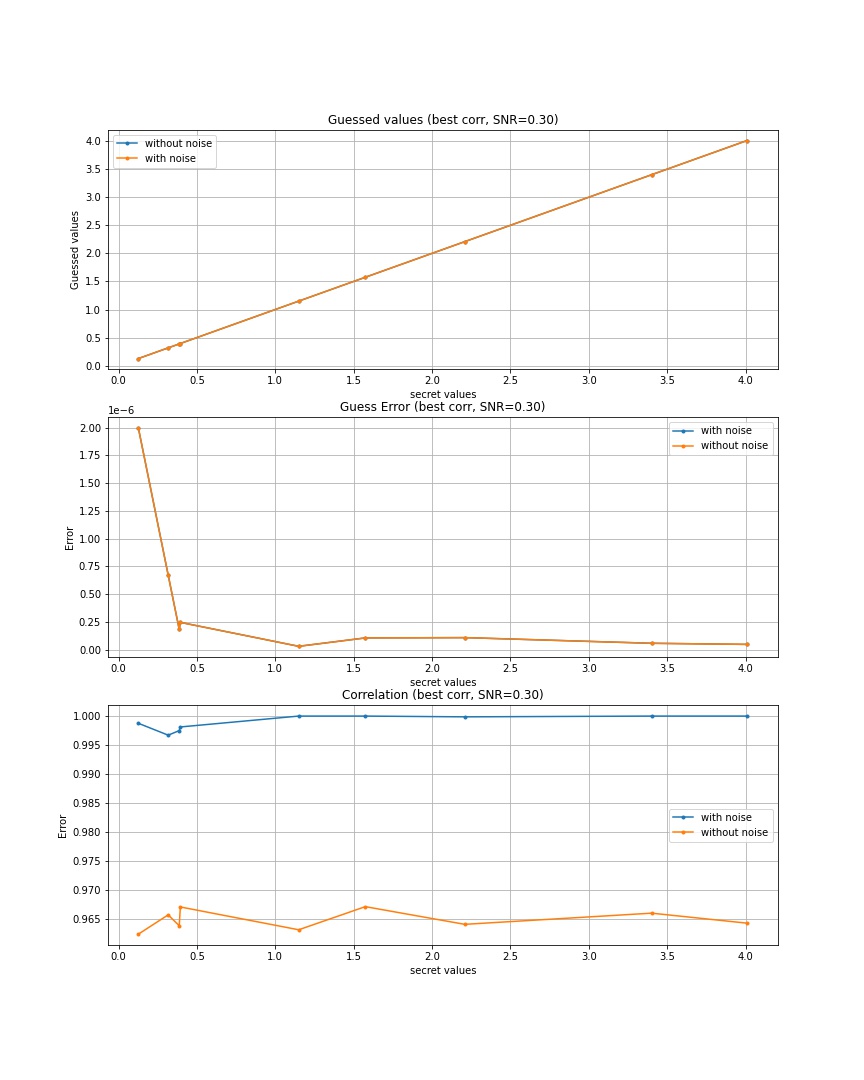 Guessed values (best corr, SNR=0.30)
without noise
with noise
Guessed values
4.0
3.5
3.0
2.5
2.0
1.5
1.0
0.5
0.0
0.0 0.5 1.0 1.5 2.0 2.5 3.0 3.5 4.0
secret values
Guess Error (best corr, SNR=0.30)
1e−6
with noise
without noise
Error
2.00
1.75
1.50
1.25
1.00
0.75
0.50
0.25
0.00
0.0 0.5 1.0 1.5 2.0 2.5 3.0 3.5 4.0
secret values
Correlation (best corr, SNR=0.30)
with noise
without noise
Error
1.000
0.995
0.990
0.985
0.980
0.975
0.970
0.965
0.0 0.5 1.0 1.5 2.0 2.5 3.0 3.5 4.0
secret values